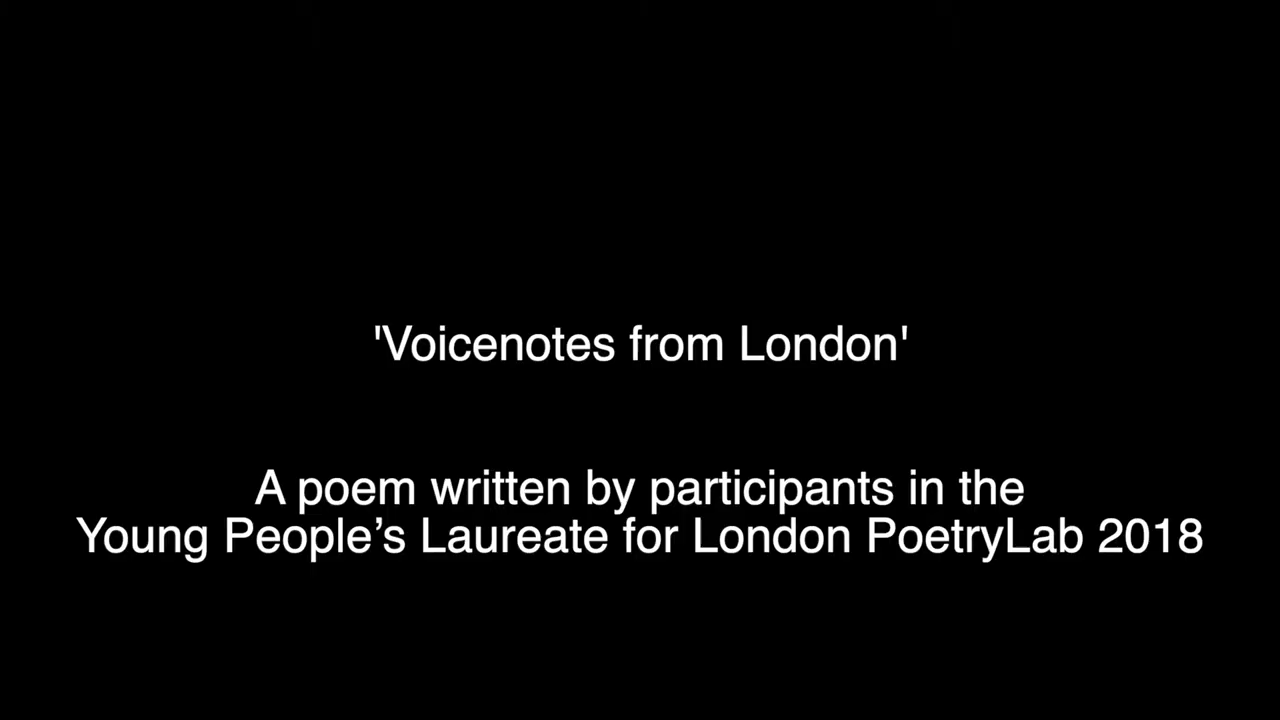 'Voicenotes from London'
A poem written by participants in the
Young People’s Laureate for London PoetryLab 2018